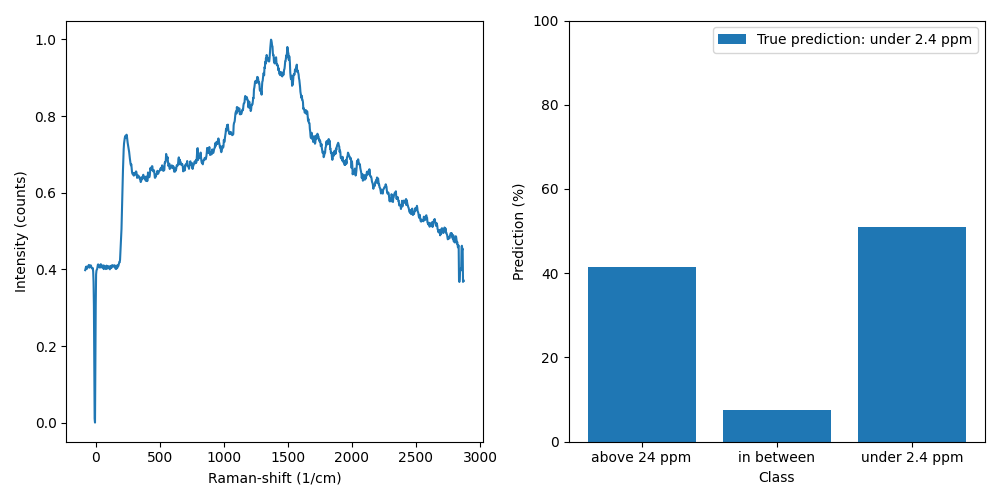 Intensity (counts)
1.0
0.8
0.6
0.4
0.2
0.0
0 500 1000 1500 2000 2500 3000
Raman-shift (1/cm)
Prediction (%)
100
80
60
40
20
0
True prediction: under 2.4 ppm
above 24 ppm in between under 2.4 ppm
Class